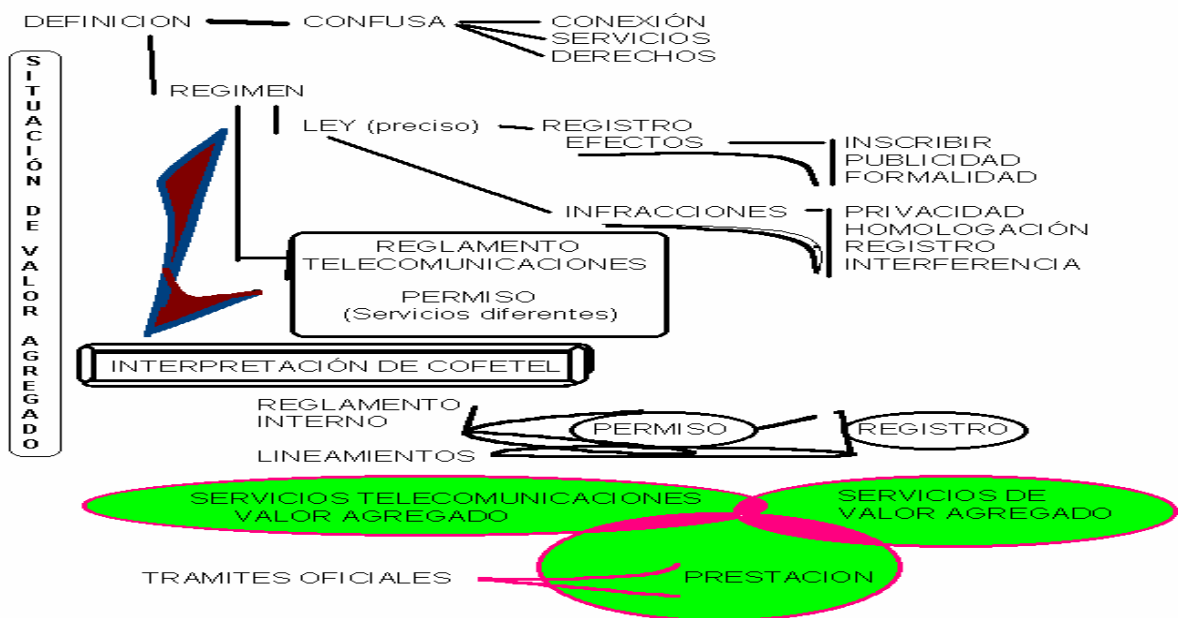 DEFINICION
CONFUSA
CONEXIÓN
SERVICIOS
DERECHOS
SITUACIÓN DE VALOR AGREGADO
REGIMEN
LEY (preciso)
REGISTRO
EFECTOS
INSCRIBIR
PUBLICIDAD
FORMALIDAD
INFRACCIONES
PRIVACIDAD
HOMOLOGACIÓN
REGISTRO
INTERFERENCIA
REGLAMENTO
TELECOMUNICACIONES
PERMISO
(Servicios diferentes)
INTERPRETACIÓN DE COFETEL
REGLAMENTO
INTERNO
LINEAMIENTOS
PERMISO
REGISTRO
SERVICIOS TELECOMUNICACIONES
VALOR AGREGADO
SERVICIOS DE
VALOR AGREGADO
TRAMITES OFICIALES
PRESTACION